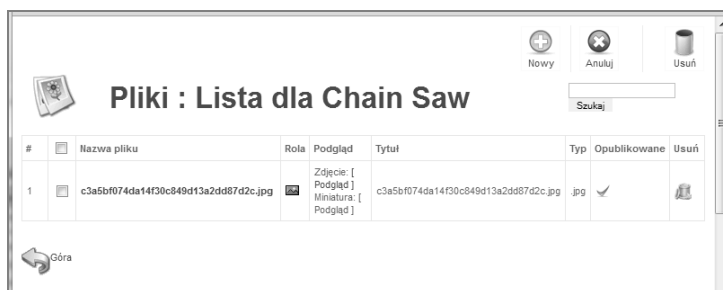 Nowy Anuluj Usuń
Pliki : Lista dla Chain Saw
Szukaj
# Nazwa pliku Rola Podgląd Tytuł Typ Opublikowane Usuń
1 c3a5bf074da14f30c849d13a2dd87d2c.jpg Zdjęcie: [ c3a5bf074da14f30c849d13a2dd87d2c.jpg .jpg
Podgląd ]
Miniatura: [
Podgląd ]
Góra